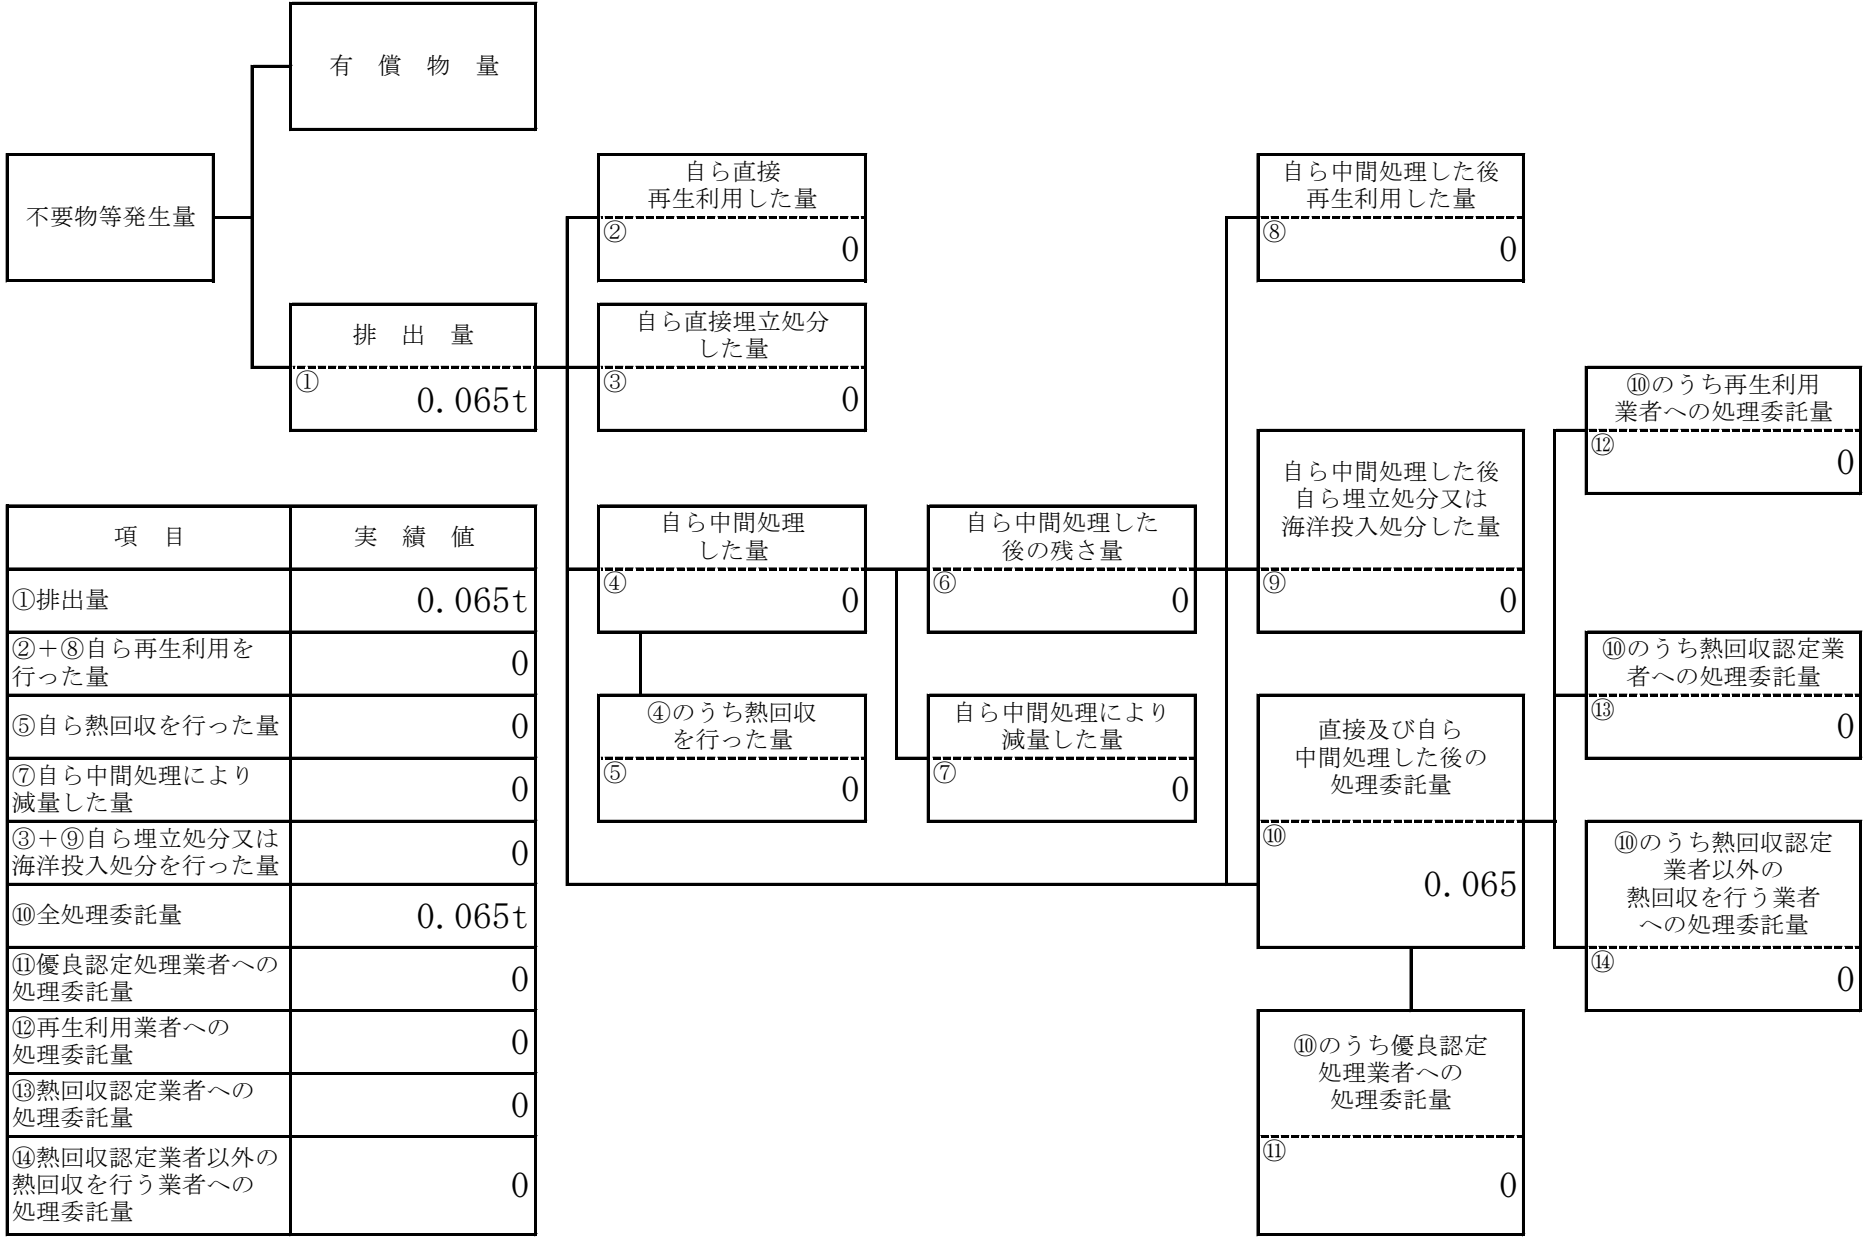 有　償　物　量
不要物等発生量
排　出　量
①
0.065t
自ら直接
再生利用した量
②
0
自ら直接埋立処分
した量
③
0
自ら中間処理
した量
④
0
④のうち熱回収
を行った量
⑤
0
自ら中間処理した
後の残さ量
⑥
0
自ら中間処理により
減量した量
⑦
0
自ら中間処理した後
再生利用した量
⑧
0
自ら中間処理した後
自ら埋立処分又は
海洋投入処分した量
⑨
0
直接及び自ら
中間処理した後の
処理委託量
⑩
0.065
⑩のうち優良認定
処理業者への
処理委託量
⑪
0
⑩のうち再生利用
業者への処理委託量
⑫
0
⑩のうち熱回収認定業
者への処理委託量
⑬
0
⑩のうち熱回収認定
業者以外の
熱回収を行う業者
への処理委託量
⑭
0
項　目　実　績　値
①排出量　0.065t
②＋⑧自ら再生利用を
行った量
0
⑤自ら熱回収を行った量　0
⑦自ら中間処理により
減量した量
0
③＋⑨自ら埋立処分又は
海洋投入処分を行った量
0
⑩全処理委託量　0.065t
⑪優良認定処理業者への
処理委託量
0
⑫再生利用業者への
処理委託量
0
⑬熱回収認定業者への
処理委託量
0
⑭熱回収認定業者以外の
熱回収を行う業者への
処理委託量
0